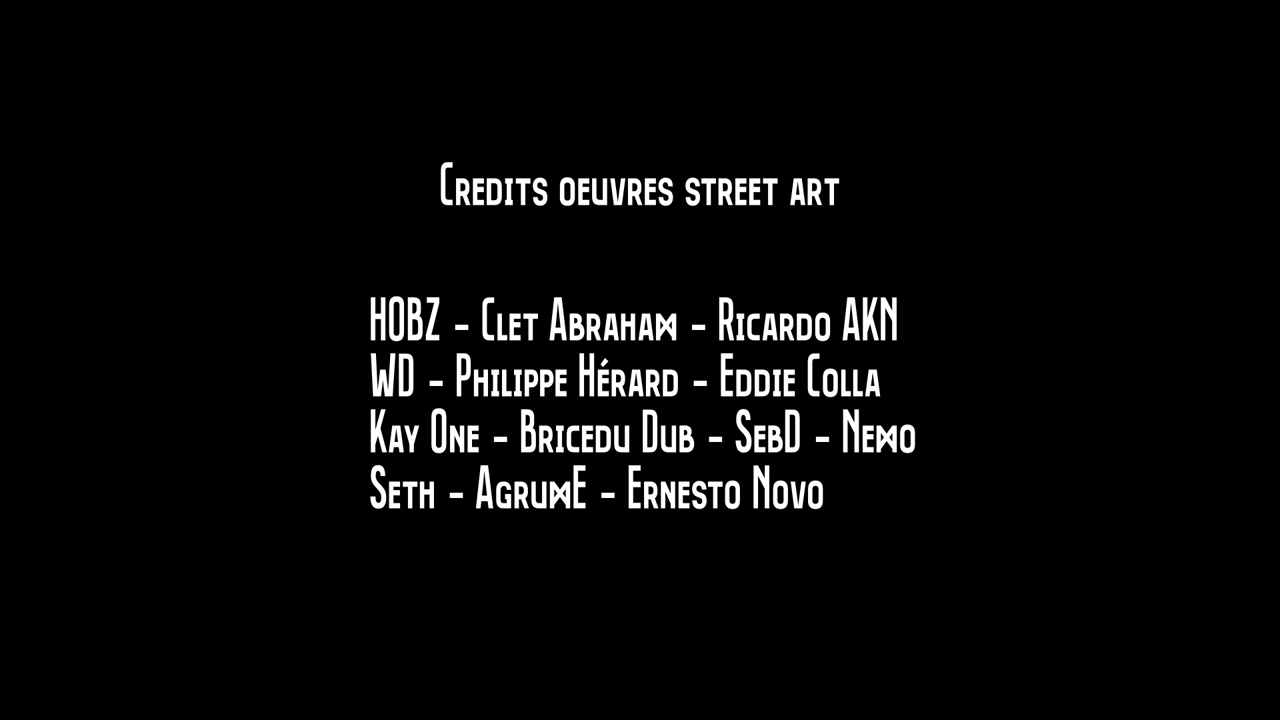 Credits oeuvres street art
HOBZ - Clet Abraham - Ricardo AKN
WD - Philippe Hérard - Eddie Colla
Kay One - Bricedu Dub - SebD - Nemo
Seth - AgrumE - Ernesto Novo